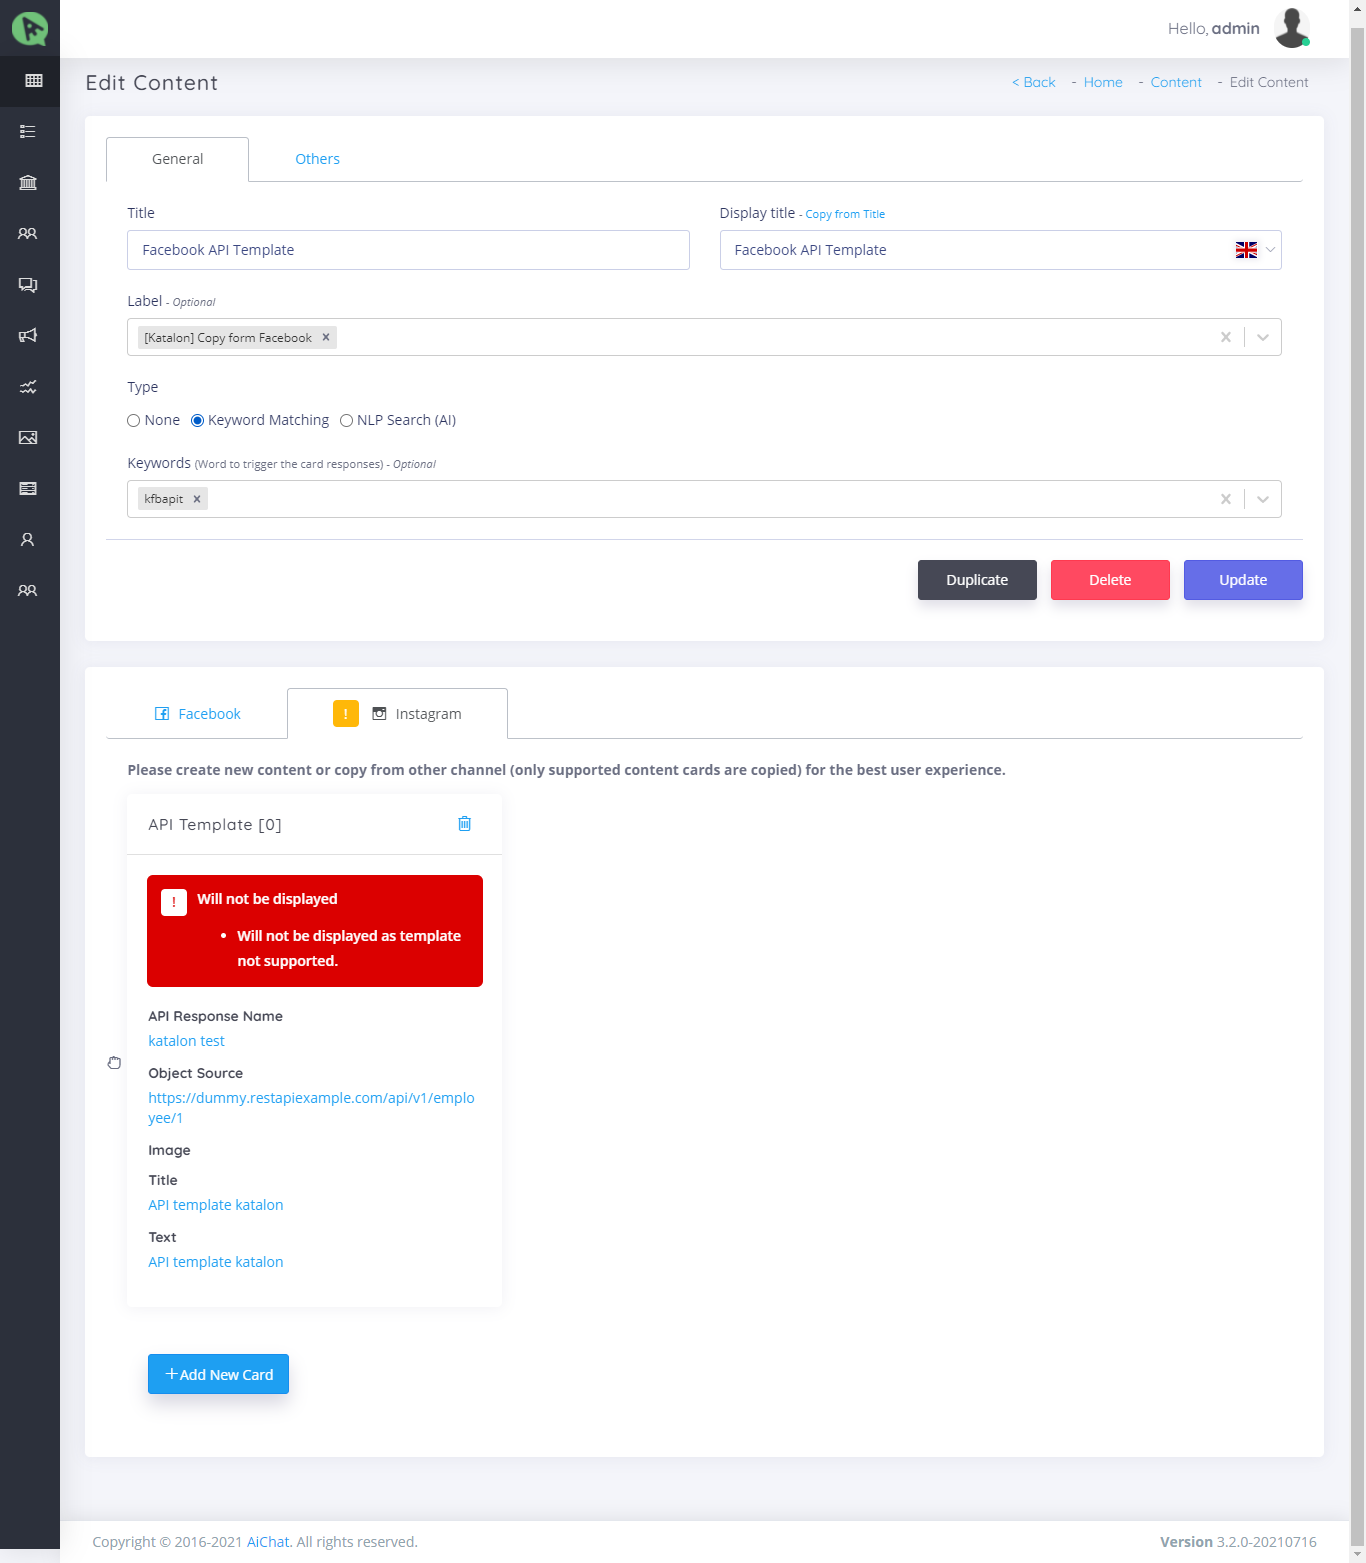 Hello, admin
Edit Content
< Back - Home - Content - Edit Content
General
Others
Title
Display title - Copy from Title
Facebook API Template
Facebook API Template
Label - Optional
[Katalon] Copy form Facebook ×
Type
None Keyword Matching NLP Search (AI)
Keywords (Word to trigger the card responses) - Optional
kfbapit ×
Duplicate
Delete
Update
Facebook
! Instagram
Please create new content or copy from other channel (only supported content cards are copied) for the best user experience.
API Template [0]
! Will not be displayed
• Will not be displayed as template
not supported.
API Response Name
katalon test
Object Source
https://dummy.restapiexample.com/api/v1/emplo
yee/1
Image
Title
API template katalon
Text
API template katalon
+Add New Card
Copyright © 2016-2021 AiChat. All rights reserved.
Version 3.2.0-20210716